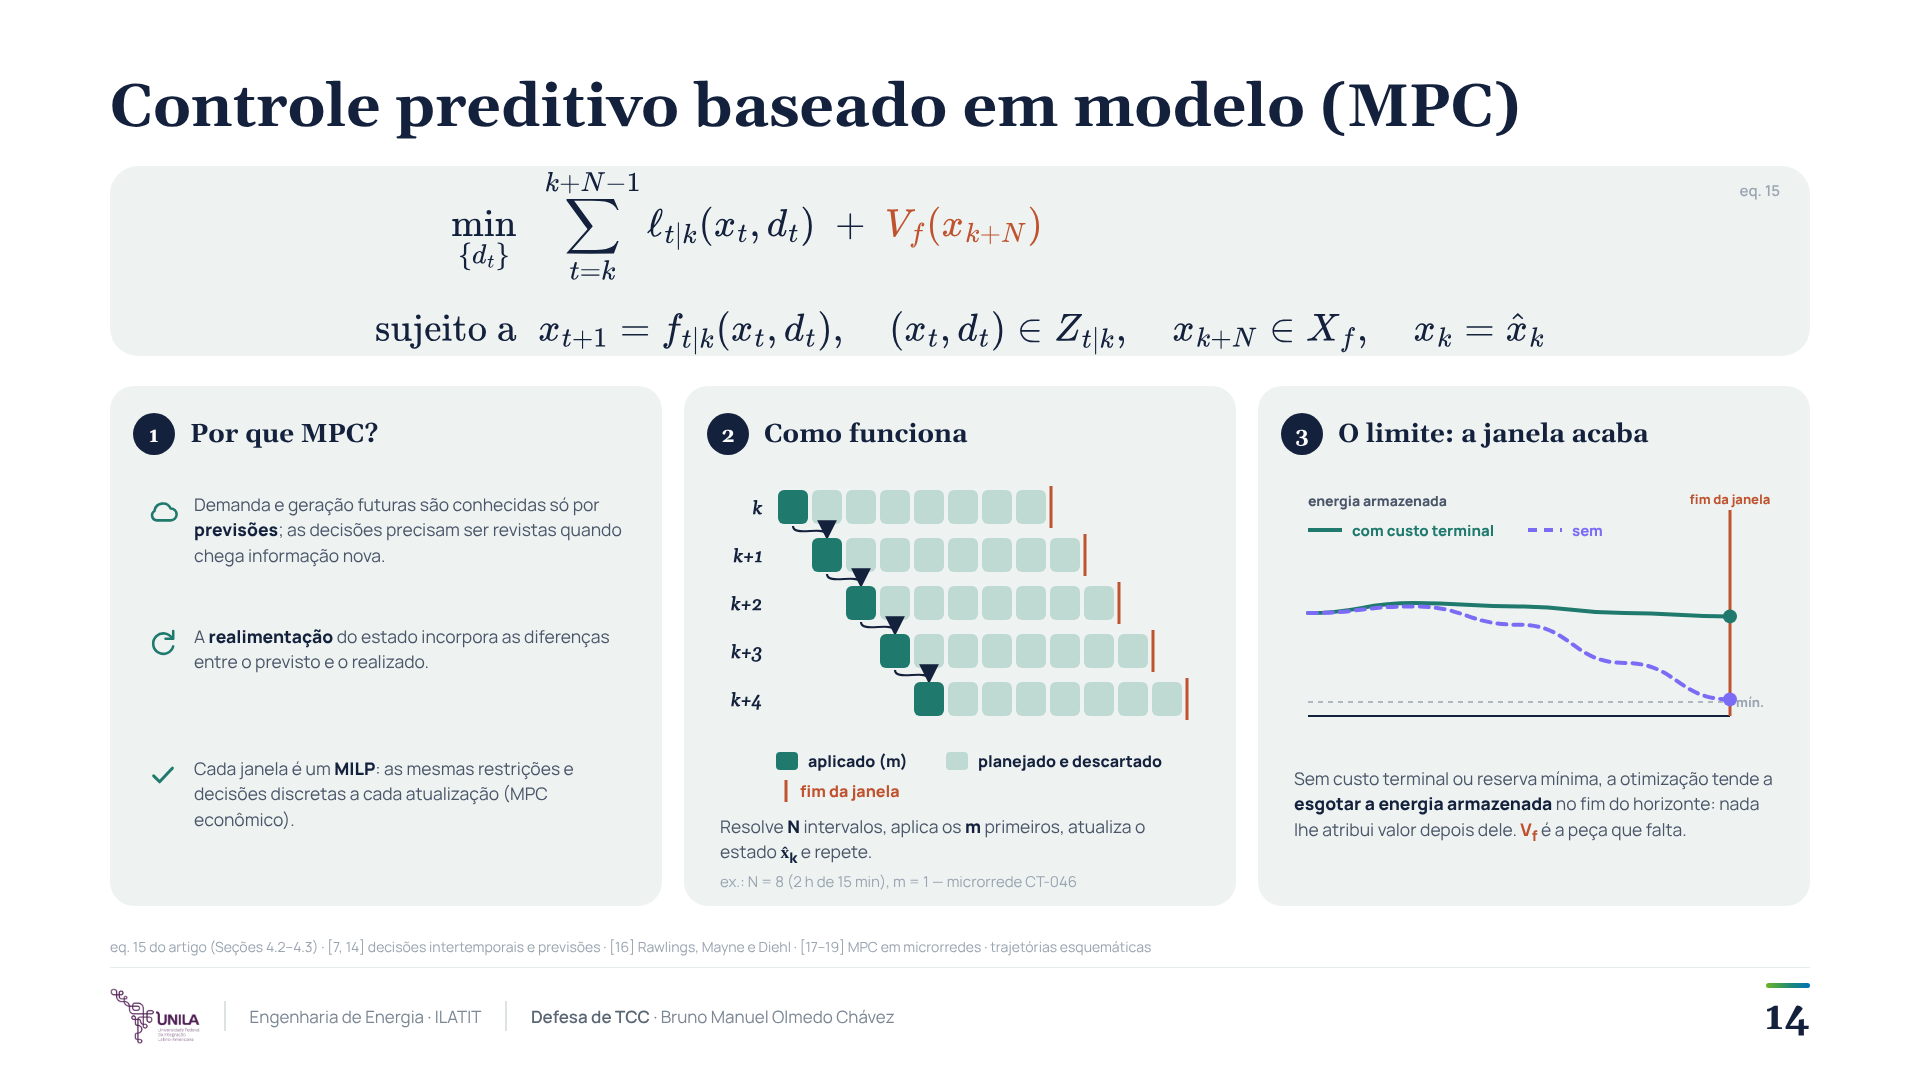 Controle preditivo baseado em modelo (MPC)
eq. 15
min_{d_t} ∑_{t=k}^{k+N−1} ℓ_{t|k}(x_t, d_t) + V_f(x_{k+N})
sujeito a x_{t+1} = f_{t|k}(x_t, d_t), (x_t, d_t) ∈ Z_{t|k}, x_{k+N} ∈ X_f, x_k = x̂_k
1 Por que MPC?
Demanda e geração futuras são conhecidas só por
previsões; as decisões precisam ser revistas quando
chega informação nova.
A realimentação do estado incorpora as diferenças
entre o previsto e o realizado.
Cada janela é um MILP: as mesmas restrições e
decisões discretas a cada atualização (MPC
econômico).
2 Como funciona
k
k+1
k+2
k+3
k+4
aplicado (m) planejado e descartado
fim da janela
Resolve N intervalos, aplica os m primeiros, atualiza o
estado x̂_k e repete.
ex.: N = 8 (2 h de 15 min), m = 1 — microrrede CT-046
3 O limite: a janela acaba
energia armazenada
fim da janela
com custo terminal sem
mín.
Sem custo terminal ou reserva mínima, a otimização tende a
esgotar a energia armazenada no fim do horizonte: nada
lhe atribui valor depois dele. V_f é a peça que falta.
eq. 15 do artigo (Seções 4.2–4.3) · [7, 14] decisões intertemporais e previsões · [16] Rawlings, Mayne e Diehl · [17–19] MPC em microrredes · trajetórias esquemáticas
UNILA
Engenharia de Energia · ILATIT
Defesa de TCC · Bruno Manuel Olmedo Chávez
14